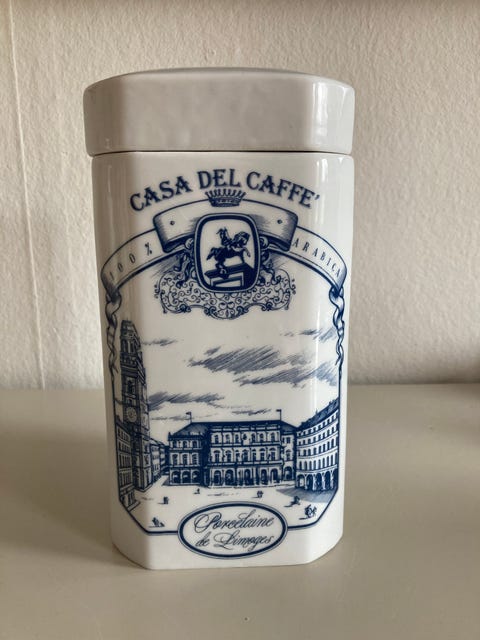 CASA DEL CAFFE'
100% ARABICA
Porcelaine
de Limoges